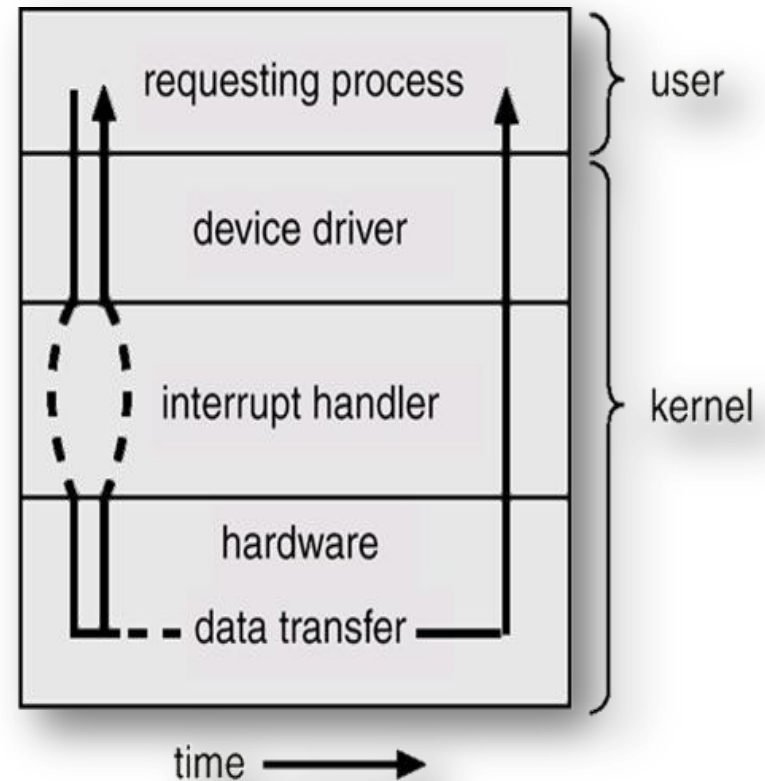 requesting process
user
device driver
interrupt handler
kernel
hardware
data transfer
time